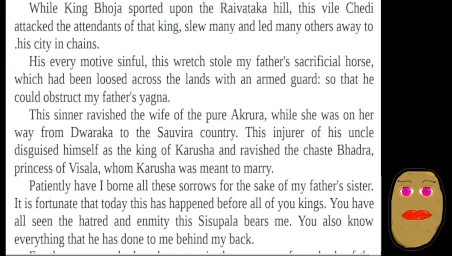 While King Bhoja sported upon the Raivataka hill, this vile Chedi
attacked the attendants of that king, slew many and led many others away to
.his city in chains.
His every motive sinful, this wretch stole my father's sacrificial horse,
which had been loosed across the lands with an armed guard: so that he
could obstruct my father's yagna.
This sinner ravished the wife of the pure Akrura, while she was on her
way from Dwaraka to the Sauvira country. This injurer of his uncle
disguised himself as the king of Karusha and ravished the chaste Bhadra,
princess of Visala, whom Karusha was meant to marry.
Patiently have I borne all these sorrows for the sake of my father's sister.
It is fortunate that today this has happened before all of you kings. You have
all seen the hatred and enmity this Sisupala bears me. You also know
everything that he has done to me behind my back.